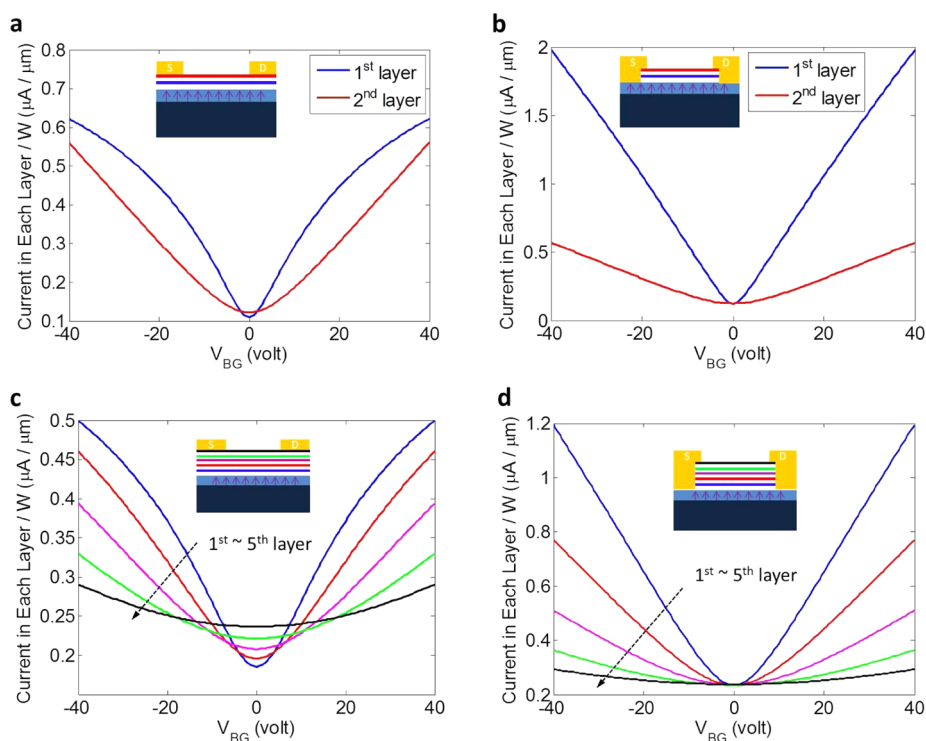 a
Current in Each Layer / W (μA / μm)
0.8
0.7
0.6
0.5
0.4
0.3
0.2
0.1
S D
1st layer
2nd layer
-40 -20 0 20 40
VBG (volt)
b
Current in Each Layer / W (μA / μm)
2
1.5
1
0.5
0
S D
1st layer
2nd layer
-40 -20 0 20 40
VBG (volt)
c
Current in Each Layer / W (μA / μm)
0.5
0.45
0.4
0.35
0.3
0.25
0.2
S D
1st ~ 5th layer
-40 -20 0 20 40
VBG (volt)
d
Current in Each Layer / W (μA / μm)
1.2
1
0.8
0.6
0.4
0.2
S D
1st ~ 5th layer
-40 -20 0 20 40
VBG (volt)